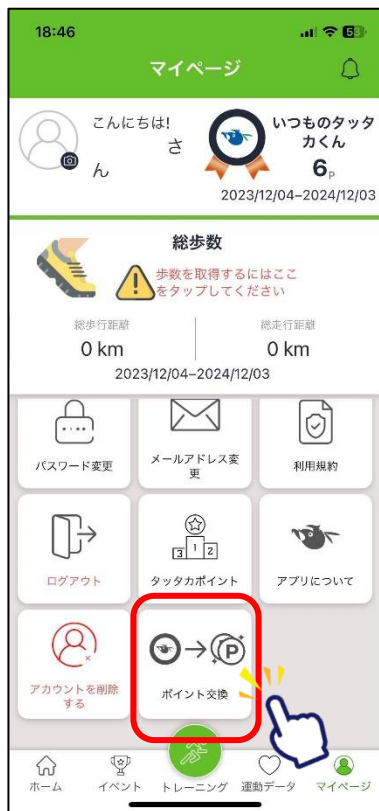 18:46
マイページ
こんにちは!
さ
ん
いつものタッタ
カくん
6P
2023/12/04–2024/12/03
総歩数
歩数を取得するにはここ
をタップしてくだ
さい
総歩行距離
総走行距離
0 km
0 km
2023/12/04–2024/12/03
パスワード変更
メールアドレス変
更
利用規約
ログアウト
3 1 2
タッタカポイント
アプリについて
アカウントを削除
する
P
ポイント交換
ホーム
イベント
トレーニング
運動データ
マイページ